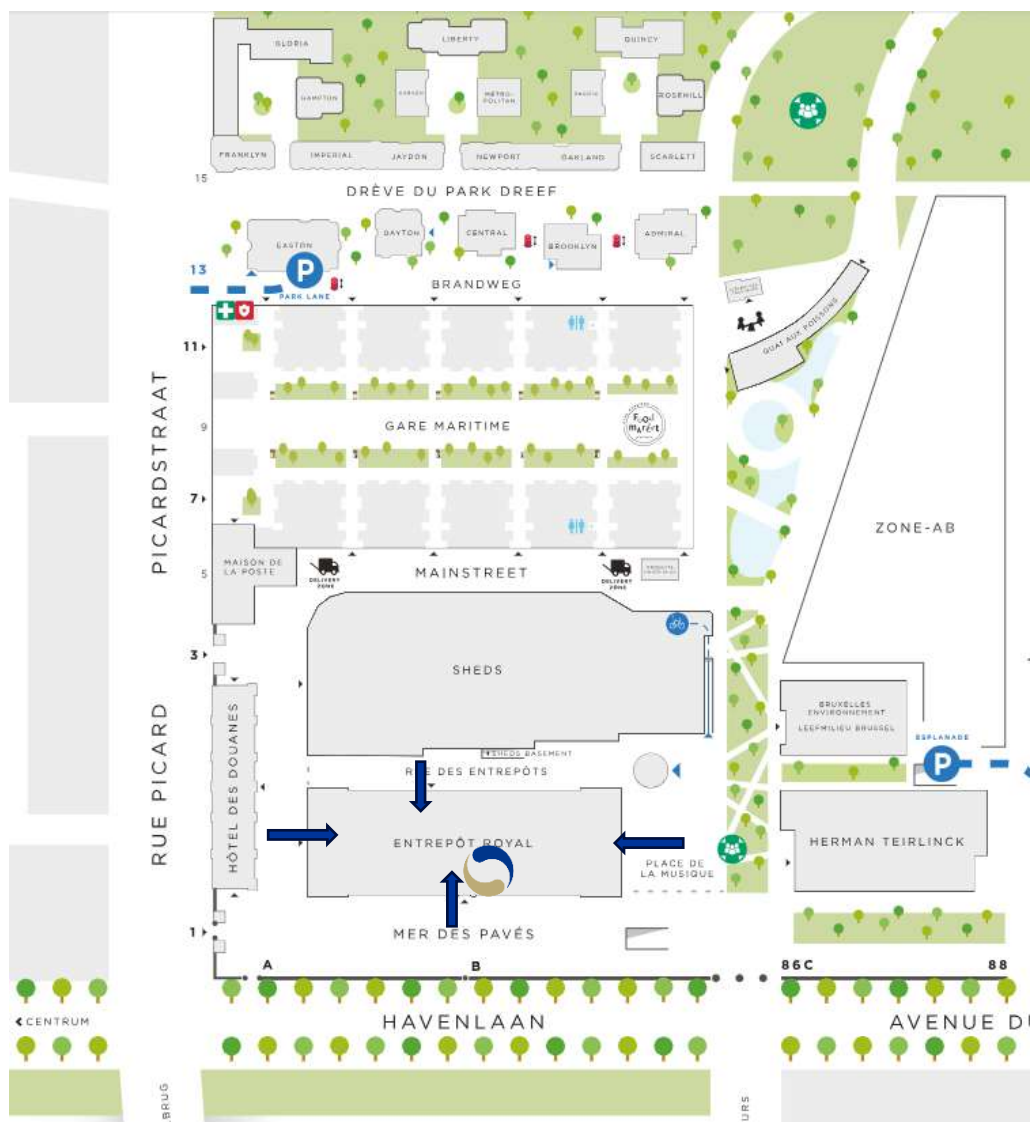 LIBERTY
QUINCY
GLORIA
HAMPTON
METRO-
POLITAN
ROSEHILL
FRANKLYN
IMPERIAL
JAYDON
NEWPORT
OAKLAND
SCARLETT
15
DRÈVE DU PARK DREEF
EASTON
DAYTON
CENTRAL
BROOKLYN
ADMIRAL
13
P
PARK LANE
BRANDWEG
QUAI AUX POISSONS
11
PICARDSTRAAT
9
GARE MARITIME
Food
maRket
7
ZONE-AB
MAISON DE
LA POSTE
5
DELIVERY
ZONE
MAINSTREET
DELIVERY
ZONE
3
SHEDS
BRUXELLES
ENVIRONNEMENT
LEEFMILIEU BRUSSEL
ESPLANADE
P
RUE PICARD
HÔTEL DES DOUANES
SHEDS BASEMENT
RUE DES ENTREPÔTS
ENTREPÔT ROYAL
PLACE DE
LA MUSIQUE
HERMAN TEIRLINCK
1
MER DES PAVÉS
A
B
86C
88
CENTRUM
HAVENLAAN
AVENUE DU
BRUG
URS